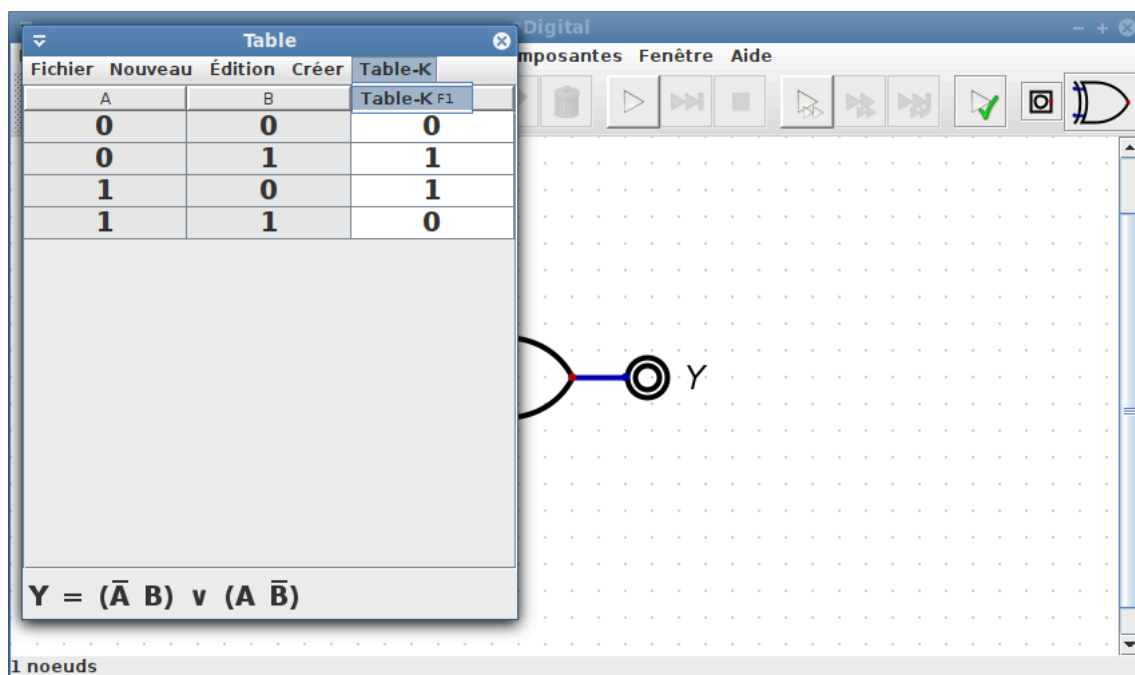 *Digital
Table
mposantes Fenêtre Aide
Fichier Nouveau Édition Créer Table-K
A B Table-K F1
0 0 0
0 1 1
1 0 1
1 1 0
Y
Y = (A̅ B) ∨ (A B̅)
1 noeuds